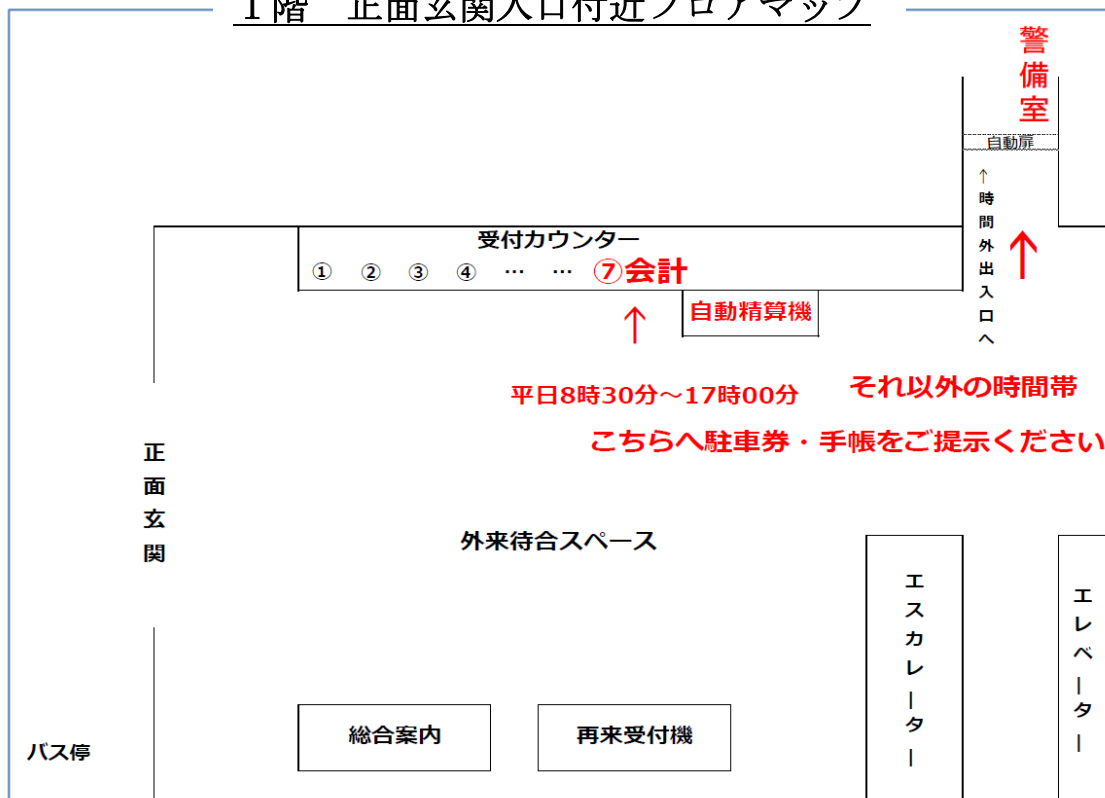 1階 正面玄関入口付近フロアマップ
警備室
自動扉
↑時間外出入口へ
↑
受付カウンター
① ② ③ ④ … … ⑦会計
↑
自動精算機
平日8時30分～17時00分
それ以外の時間帯
こちらへ駐車券・手帳をご提示ください
正面玄関
外来待合スペース
エスカレーター
エレベーター
総合案内
再来受付機
バス停